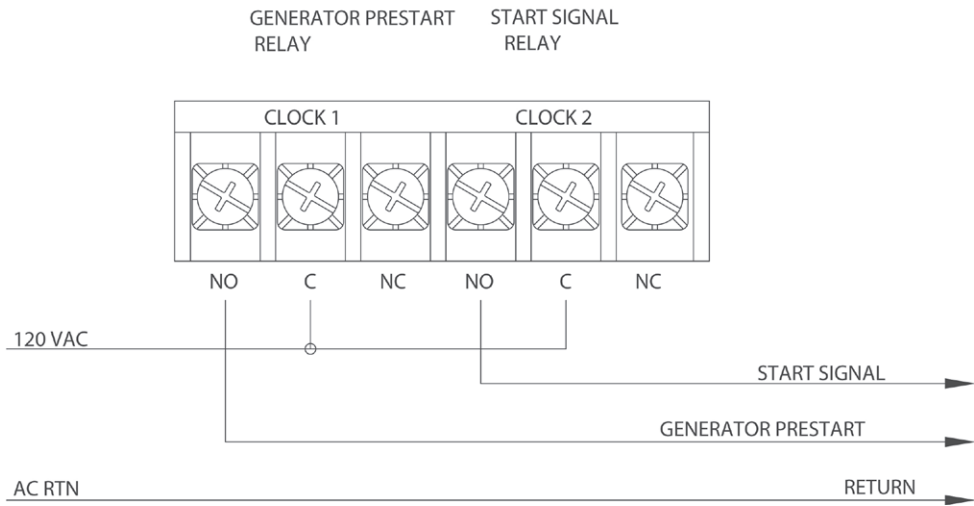 GENERATOR PRESTART START SIGNAL
RELAY RELAY
CLOCK 1 CLOCK 2
NO C NC NO C NC
120 VAC
START SIGNAL
GENERATOR PRESTART
AC RTN RETURN